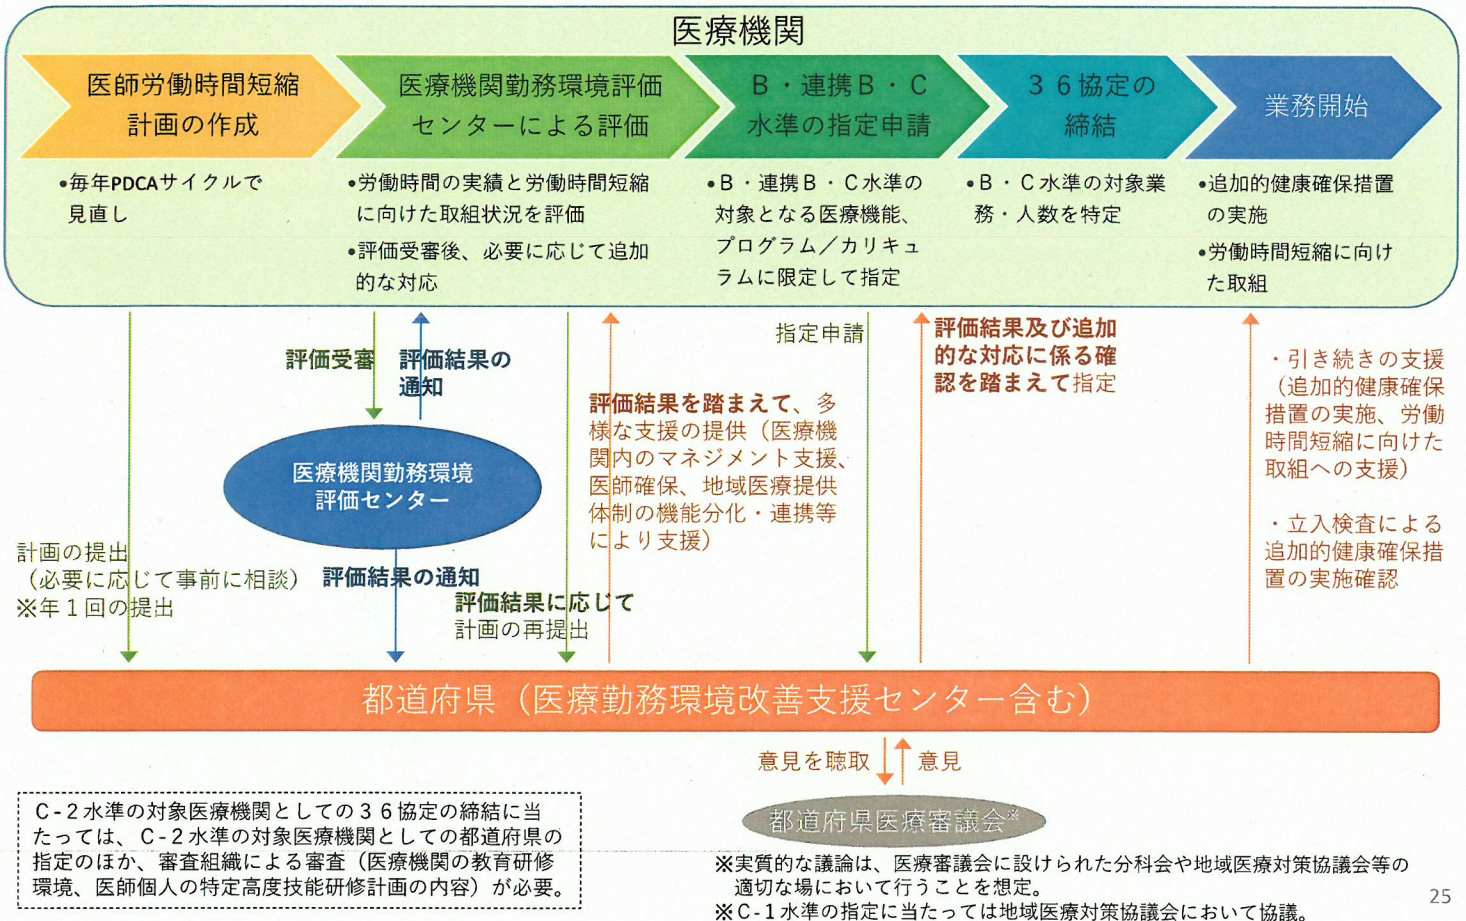 医療機関
医師労働時間短縮
計画の作成
医療機関勤務環境評価
センターによる評価
Ｂ・連携Ｂ・Ｃ
水準の指定申請
３６協定の
締結
業務開始
•毎年PDCAサイクルで
見直し
•労働時間の実績と労働時間短縮
に向けた取組状況を評価
•評価受審後、必要に応じて追加
的な対応
•Ｂ・連携Ｂ・Ｃ水準の
対象となる医療機能、
プログラム／カリキュ
ラムに限定して指定
•Ｂ・Ｃ水準の対象業
務・人数を特定
•追加的健康確保措置
の実施
•労働時間短縮に向け
た取組
評価受審
評価結果の
通知
医療機関勤務環境
評価センター
計画の提出
（必要に応じて事前に相談）
※年１回の提出
評価結果の通知
評価結果に応じて
計画の再提出
評価結果を踏まえて、多
様な支援の提供（医療機
関内のマネジメント支援、
医師確保、地域医療提供
体制の機能分化・連携等
により支援）
指定申請
評価結果及び追加
的な対応に係る確
認を踏まえて指定
・引き続きの支援
（追加的健康確保
措置の実施、労働
時間短縮に向けた
取組への支援）
・立入検査による
追加的健康確保措
置の実施確認
都道府県（医療勤務環境改善支援センター含む）
意見を聴取
意見
都道府県医療審議会※
Ｃ-２水準の対象医療機関としての３６協定の締結に当
たっては、Ｃ-２水準の対象医療機関としての都道府県の
指定のほか、審査組織による審査（医療機関の教育研修
環境、医師個人の特定高度技能研修計画の内容）が必要。
※実質的な議論は、医療審議会に設けられた分科会や地域医療対策協議会等の
適切な場において行うことを想定。
※Ｃ-１水準の指定に当たっては地域医療対策協議会において協議。
25